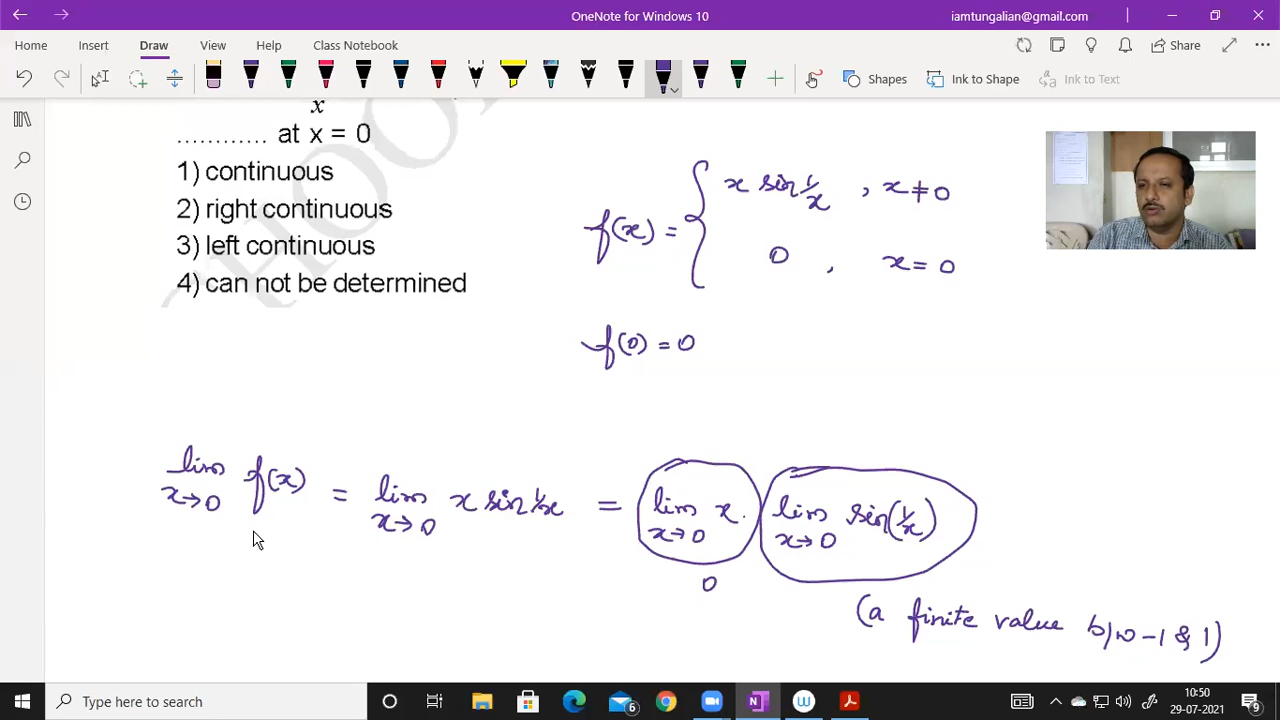 OneNote for Windows 10
iamtungalian@gmail.com
Home Insert Draw View Help Class Notebook
Share
Shapes Ink to Shape Ink to Text
x
............ at x = 0
1) continuous
2) right continuous
3) left continuous
4) can not be determined
f(x) = { x sin 1/x , x ≠ 0
0 , x = 0
f(0) = 0
lim x→0 f(x) = lim x→0 x sin 1/x = lim x→0 x . lim x→0 sin(1/x)
0
(a finite value b/w -1 & 1)
Type here to search
6
W
10:50
29-07-2021
9